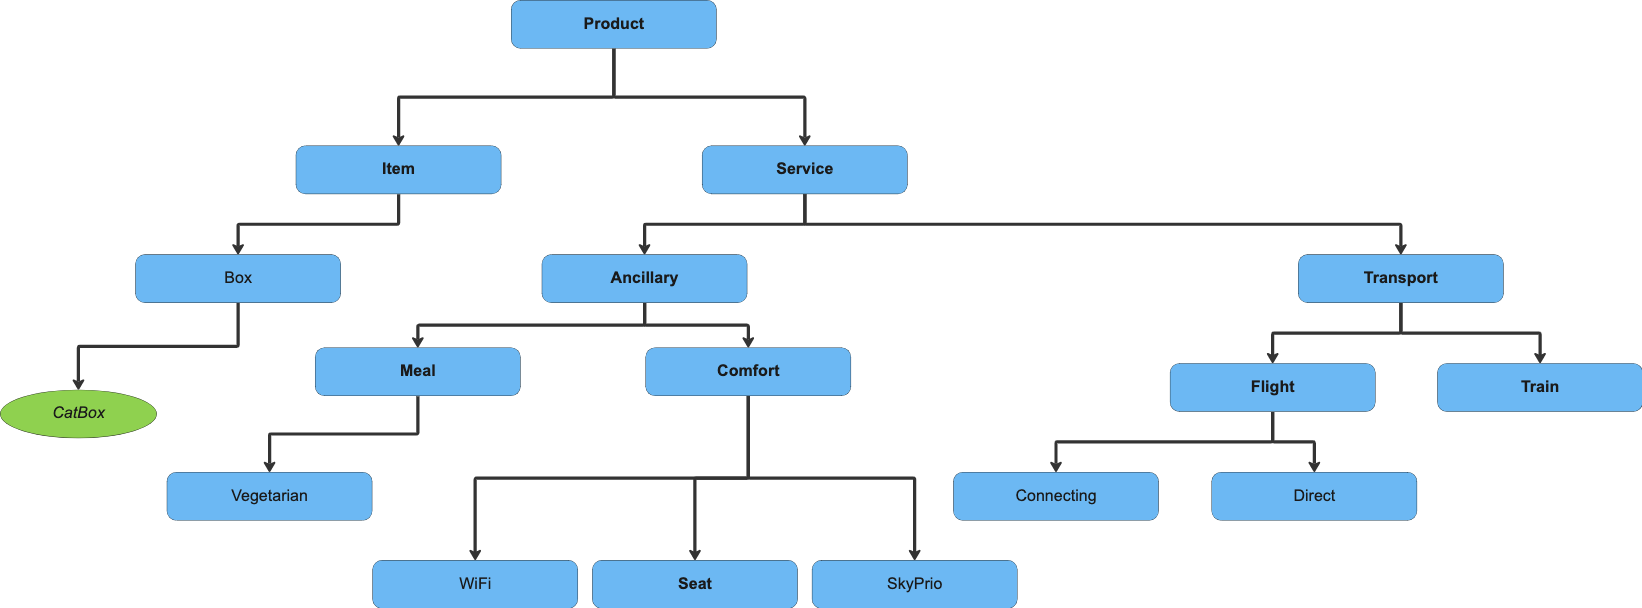 Product
Item
Service
Box
Ancillary
Transport
Meal
Comfort
Flight
Train
CatBox
Vegetarian
Connecting
Direct
WiFi
Seat
SkyPrio